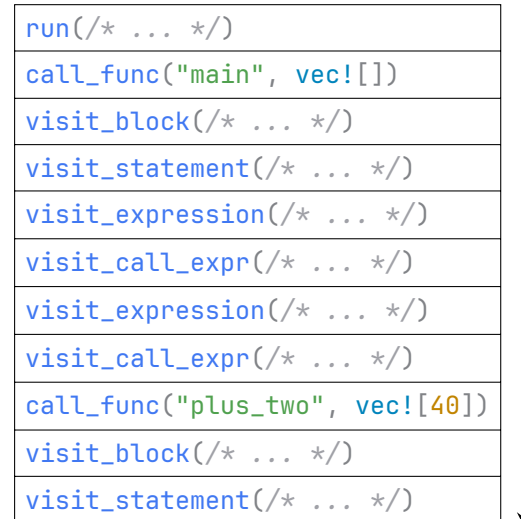 run(/* ... */)
call_func("main", vec![])
visit_block(/* ... */)
visit_statement(/* ... */)
visit_expression(/* ... */)
visit_call_expr(/* ... */)
visit_expression(/* ... */)
visit_call_expr(/* ... */)
call_func("plus_two", vec![40])
visit_block(/* ... */)
visit_statement(/* ... */)